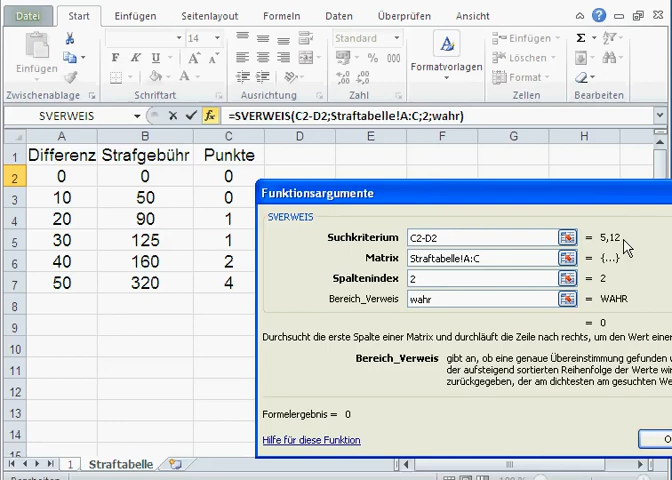 Datei Start Einfügen Seitenlayout Formeln Daten Überprüfen Ansicht
Schriftart 14 Standard Einfügen
Einfügen F K U % 000 Formatvorlagen Löschen
Format
Zwischenablage Ausrichtung Zahl Zellen Bearbeiten
SVERWEIS fx =SVERWEIS(C2-D2;Straftabelle!A:C;2;wahr)
A B C D E F G H
1 Differenz Strafgebühr Punkte
2 0 0 0
3 10 50 0
4 20 90 1
5 30 125 1
6 40 160 2
7 50 320 4
8
9
10
11
12
13
14
15
Funktionsargumente
SVERWEIS
Suchkriterium C2-D2 = 5,12
Matrix Straftabelle!A:C = {...}
Spaltenindex 2 = 2
Bereich_Verweis wahr = WAHR
= 0
Durchsucht die erste Spalte einer Matrix und durchläuft die Zeile nach rechts, um den Wert einer
Bereich_Verweis gibt an, ob eine genaue Übereinstimmung gefunden
der aufsteigend sortierten Reihenfolge der Werte
zurückgegeben, der am dichtesten am gesuchten
Formelergebnis = 0
Hilfe für diese Funktion
1 Straftabelle
Bearbeiten 100%